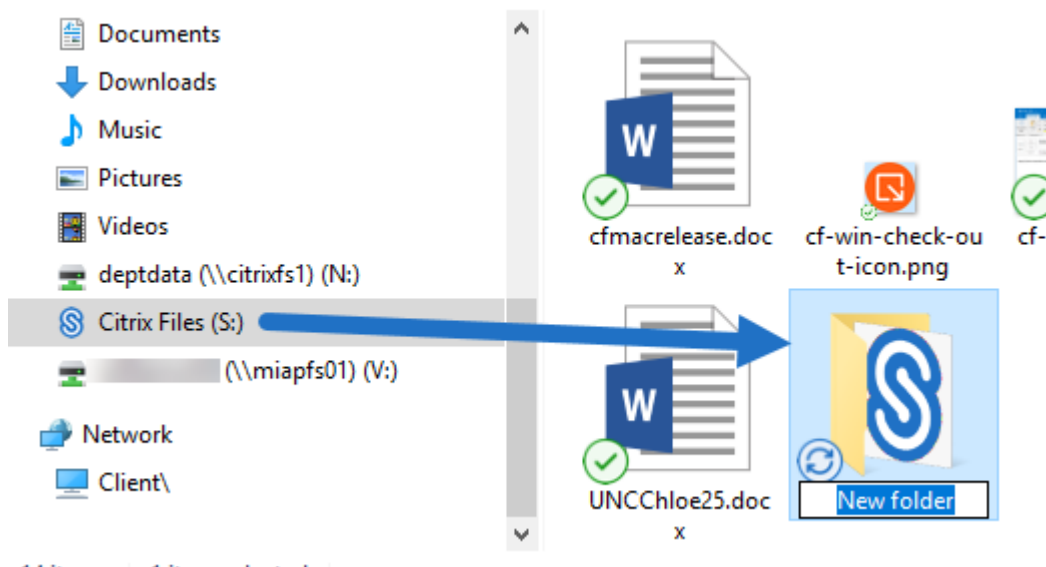 Documents
Downloads
Music
Pictures
Videos
deptdata (\\citrixfs1) (N:)
Citrix Files (S:)
(\\miapfs01) (V:)
Network
Client\
W
cfmacrelease.doc
x
cf-win-check-ou
t-icon.png
cf-
W
UNCChloe25.doc
x
S
New folder